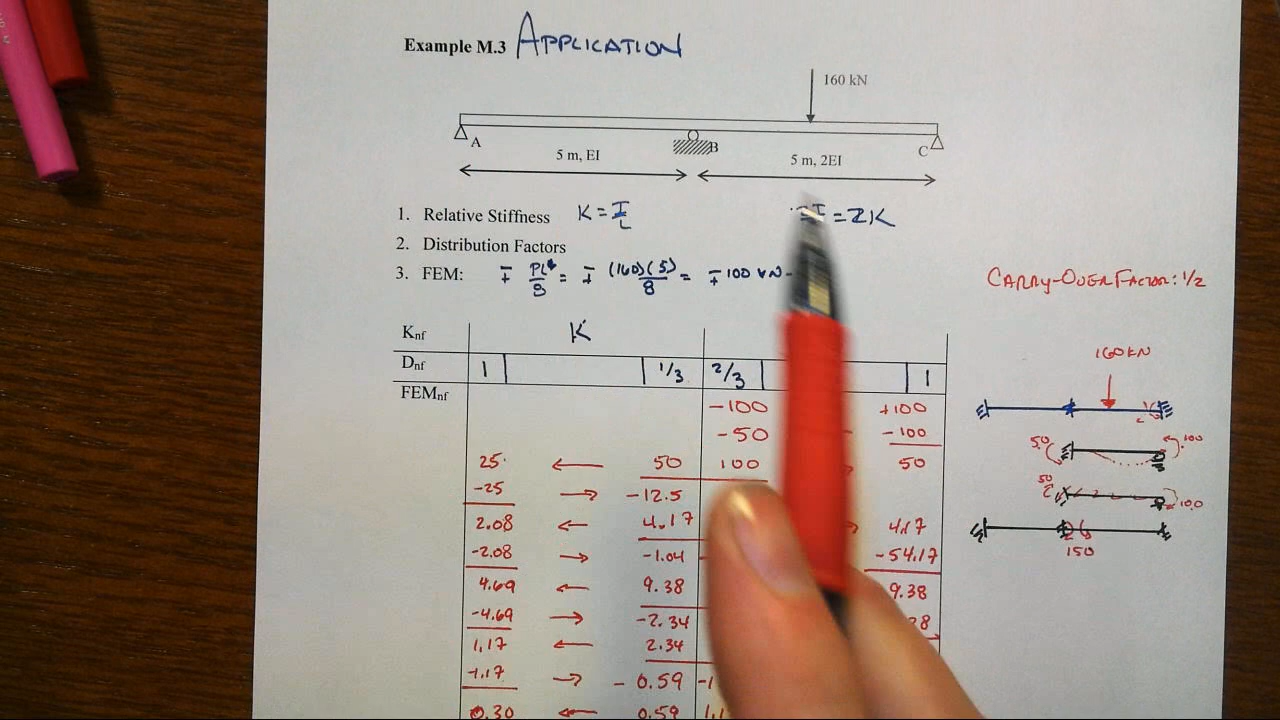 Example M.3 APPLICATION
160 kN
A B C
5 m, EI 5 m, 2EI
1. Relative Stiffness K = I/L = 2K
2. Distribution Factors
3. FEM: ∓ PL/8 = ∓ (160)(5)/8 = ∓ 100 kN-
CARRY-OVER FACTOR: 1/2
K_nf K
D_nf 1 1/3 2/3 1
FEM_nf
-100 +100
-50 -100
25 ← 50 100 50
-25 → -12.5
2.08 ← 4.17 4.17
-2.08 → -1.04 -54.17
4.69 ← 9.38 9.38
-4.69 → -2.34
1.17 ← 2.34
-1.17 → -0.59
0.30 ← 0.59
160 kN
50 100
50 100
150